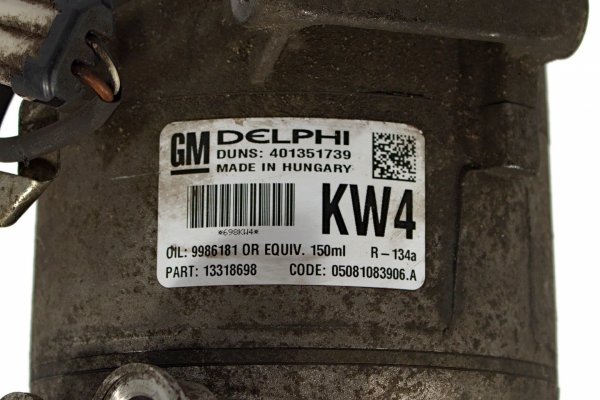 GM DELPHI
DUNS: 401351739
MADE IN HUNGARY
*698KW4*
KW4
OIL: 9986181 OR EQUIV. 150ml R-134a
PART: 13318698 CODE: 05081083906.A